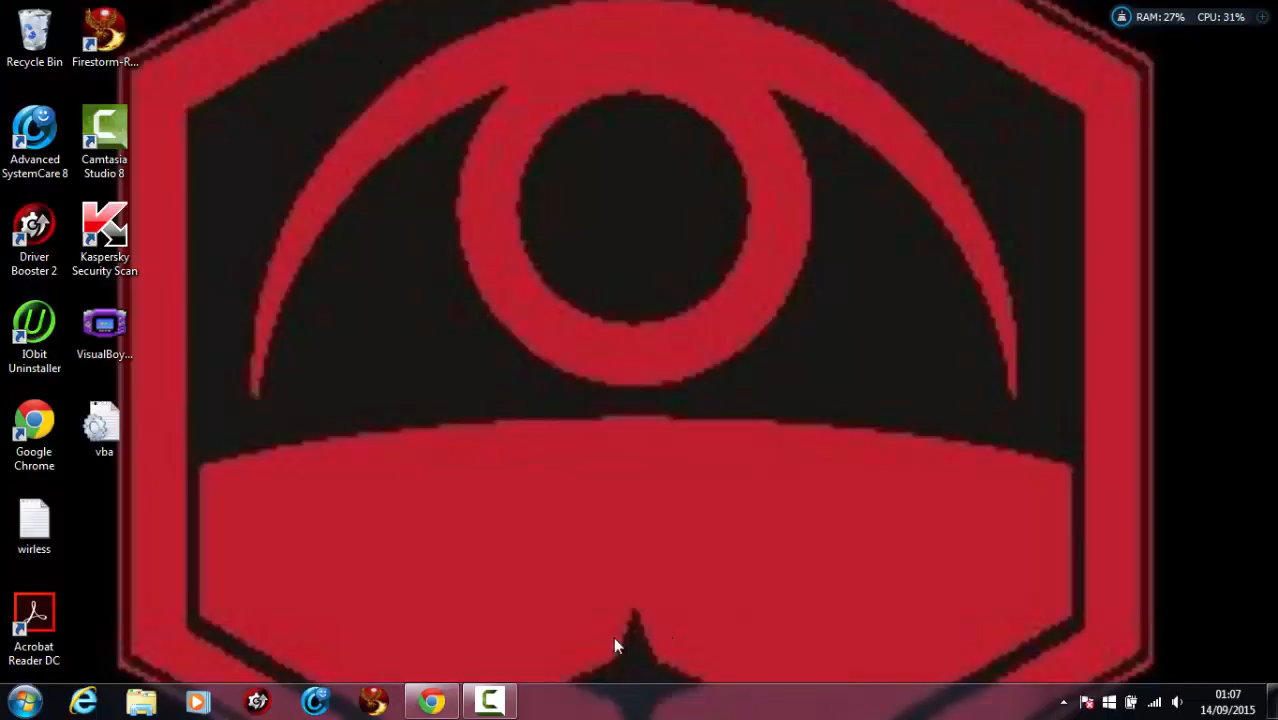 Recycle Bin
Firestorm-R...
RAM: 27% CPU: 31%
Advanced
SystemCare 8
Camtasia
Studio 8
Driver
Booster 2
Kaspersky
Security Scan
IObit
Uninstaller
VisualBoy...
Google
Chrome
vba
wirless
Acrobat
Reader DC
01:07
14/09/2015